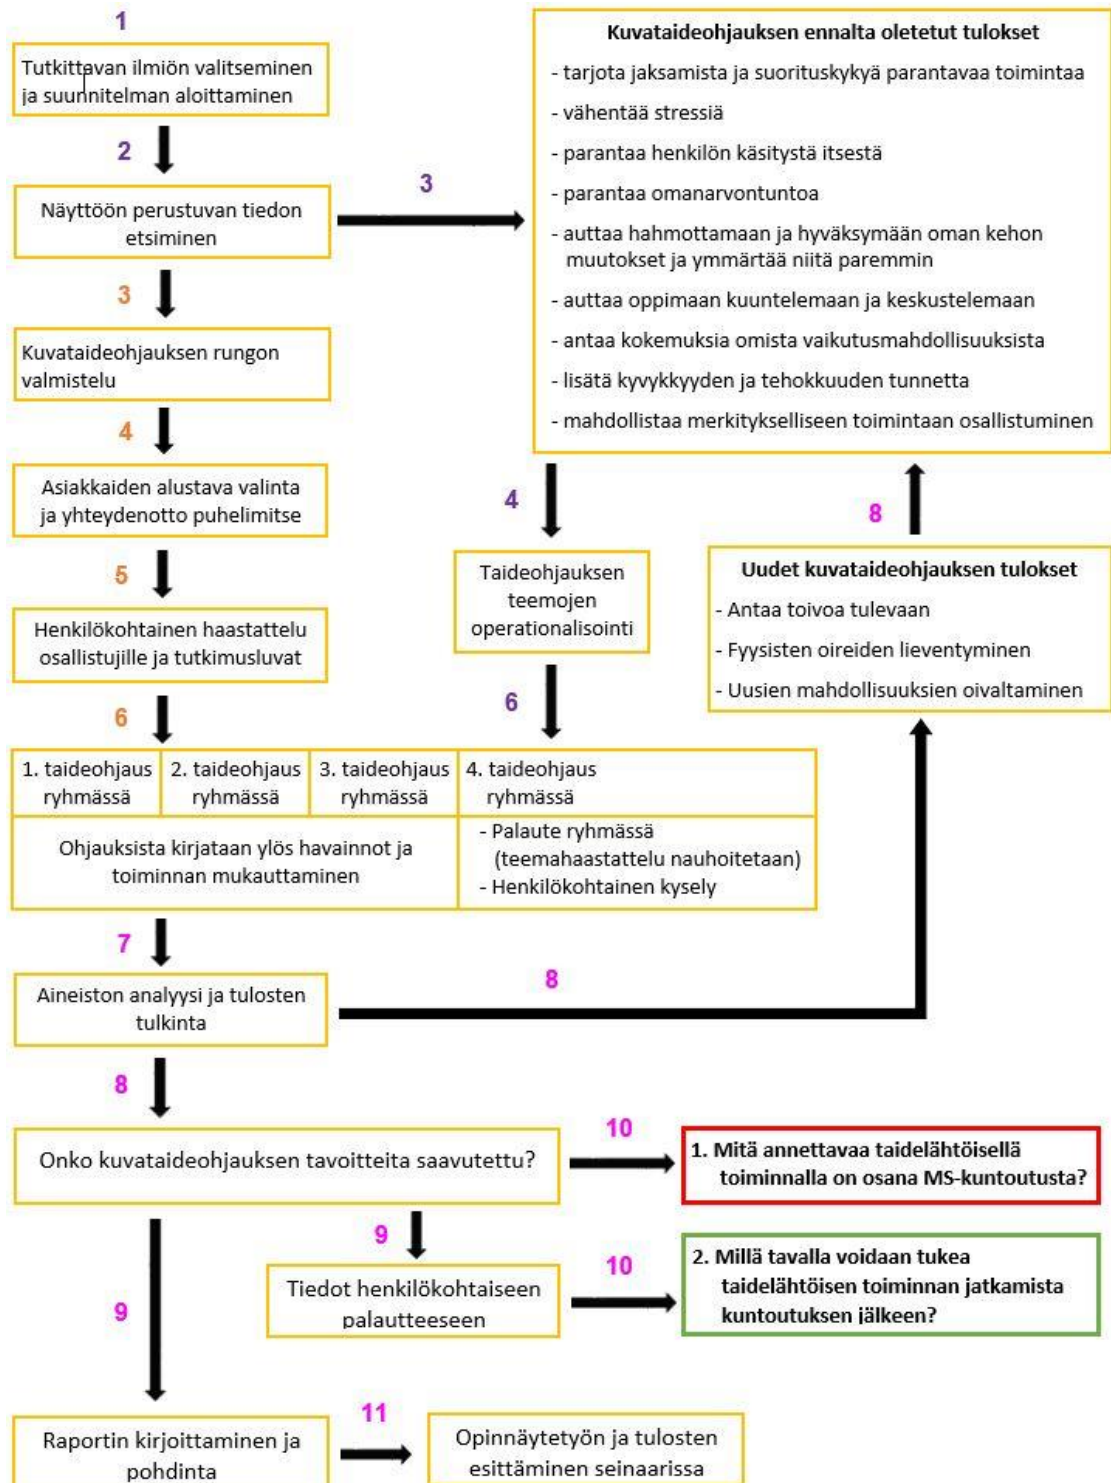 1
Tutkittavan ilmiön valitseminen
ja suunnitelman aloittaminen
2
Näyttöön perustuvan tiedon
etsiminen
3
Kuvataideohjauksen ennalta oletetut tulokset
- tarjota jaksamista ja suorituskykyä parantavaa toimintaa
- vähentää stressiä
- parantaa henkilön käsitystä itsestä
- parantaa omanarvontuntoa
- auttaa hahmottamaan ja hyväksymään oman kehon
muutokset ja ymmärtää niitä paremmin
- auttaa oppimaan kuuntelemaan ja keskustelemaan
- antaa kokemuksia omista vaikutusmahdollisuuksista
- lisätä kyvykkyyden ja tehokkuuden tunnetta
- mahdollistaa merkitykselliseen toimintaan osallistuminen
3
Kuvataideohjauksen rungon
valmistelu
4
Asiakkaiden alustava valinta
ja yhteydenotto puhelimitse
5
Henkilökohtainen haastattelu
osallistujille ja tutkimusluvat
6
4
Taideohjauksen
teemojen
operationalisointi
6
8
Uudet kuvataideohjauksen tulokset
- Antaa toivoa tulevaan
- Fyysisten oireiden lieventyminen
- Uusien mahdollisuuksien oivaltaminen
1. taideohjaus
ryhmässä
2. taideohjaus
ryhmässä
3. taideohjaus
ryhmässä
4. taideohjaus
ryhmässä
Ohjauksista kirjataan ylös havainnot ja
toiminnan mukauttaminen
- Palaute ryhmässä
(teemahaastattelu nauhoitetaan)
- Henkilökohtainen kysely
7
Aineiston analyysi ja tulosten
tulkinta
8
8
Onko kuvataideohjauksen tavoitteita saavutettu?
10
1. Mitä annettavaa taidelähtöisellä
toiminnalla on osana MS-kuntoutusta?
9
Tiedot henkilökohtaiseen
palautteeseen
10
2. Millä tavalla voidaan tukea
taidelähtöisen toiminnan jatkamista
kuntoutuksen jälkeen?
9
Raportin kirjoittaminen ja
pohdinta
11
Opinnäytetyön ja tulosten
esittäminen seinaarissa